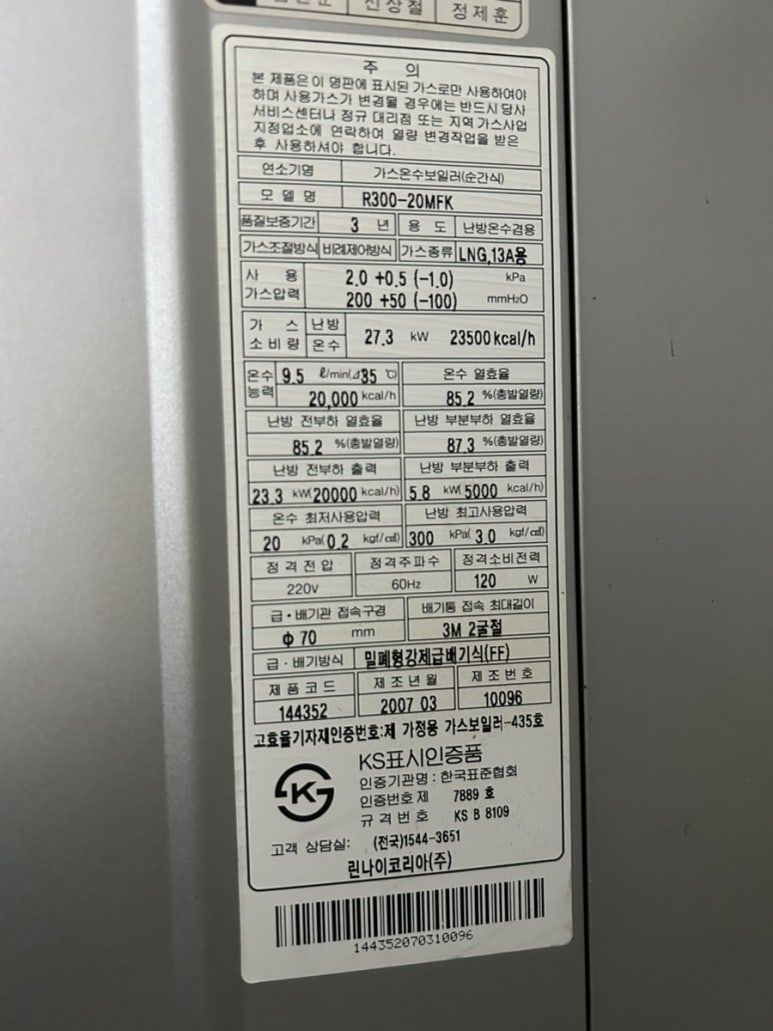 신상철 정제훈
주 의
본 제품은 이 명판에 표시된 가스로만 사용하여야
하며 사용가스가 변경될 경우에는 반드시 당사
서비스센터나 정규 대리점 또는 지역 가스사업
지정업소에 연락하여 열량 변경작업을 받은
후 사용하셔야 합니다.
연소기명 가스온수보일러(순간식)
모 델 명 R300-20MFK
품질보증기간 3 년 용 도 난방온수겸용
가스조절방식 비례제어방식 가스종류 LNG,13A용
사 용 2.0 +0.5 (-1.0) kPa
가스압력 200 +50 (-100) mmH2O
가 스 난방
소 비 량 온수 27.3 kW 23500 kcal/h
온수 9.5 ℓ/min(⊿35 ℃) 온수 열효율
능력 20,000 kcal/h 85.2 %(총발열량)
난방 전부하 열효율 난방 부분부하 열효율
85.2 %(총발열량) 87.3 %(총발열량)
난방 전부하 출력 난방 부분부하 출력
23.3 kW(20000 kcal/h) 5.8 kW(5000 kcal/h)
온수 최저사용압력 난방 최고사용압력
20 kPa( 0.2 kgf/㎠) 300 kPa( 3.0 kgf/㎠)
정 격 전 압 정격주파수 정격소비전력
220V 60Hz 120 W
급·배기관 접속구경 배기통 접속 최대길이
Φ 70 mm 3M 2굴절
급·배기방식 밀폐형강제급배기식(FF)
제 품 코 드 제 조 년 월 제 조 번 호
144352 2007 03 10096
고효율기자재인증번호:제 가정용 가스보일러-435호
KS표시인증품
인증기관명 : 한국표준협회
인증번호 제 7889 호
규 격 번 호 KS B 8109
고객 상담실: (전국)1544-3651
린나이코리아(주)
144352070310096